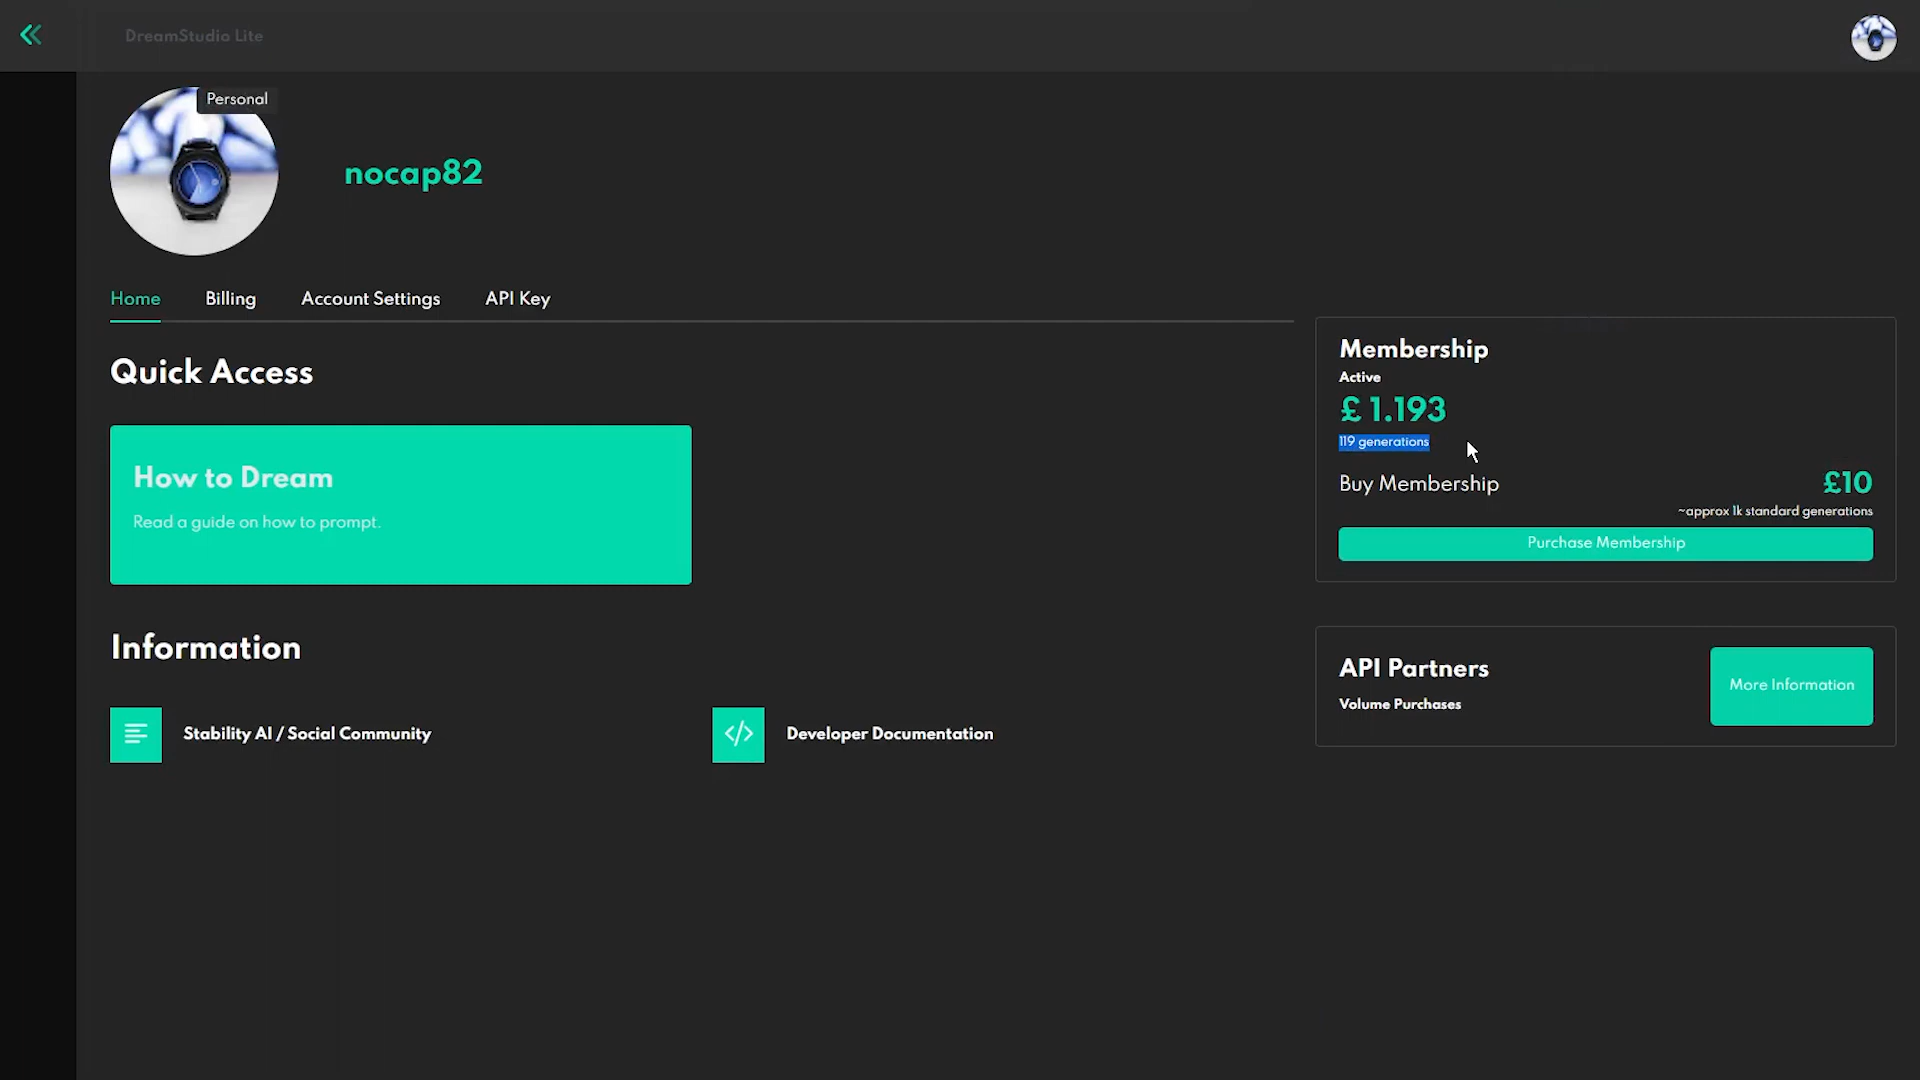 DreamStudio Lite
Personal
nocap82
Home
Billing
Account Settings
API Key
Quick Access
How to Dream
Read a guide on how to prompt.
Information
Stability AI / Social Community
Developer Documentation
Membership
Active
£ 1.193
119 generations
Buy Membership
£10
~approx 1k standard generations
Purchase Membership
API Partners
Volume Purchases
More Information